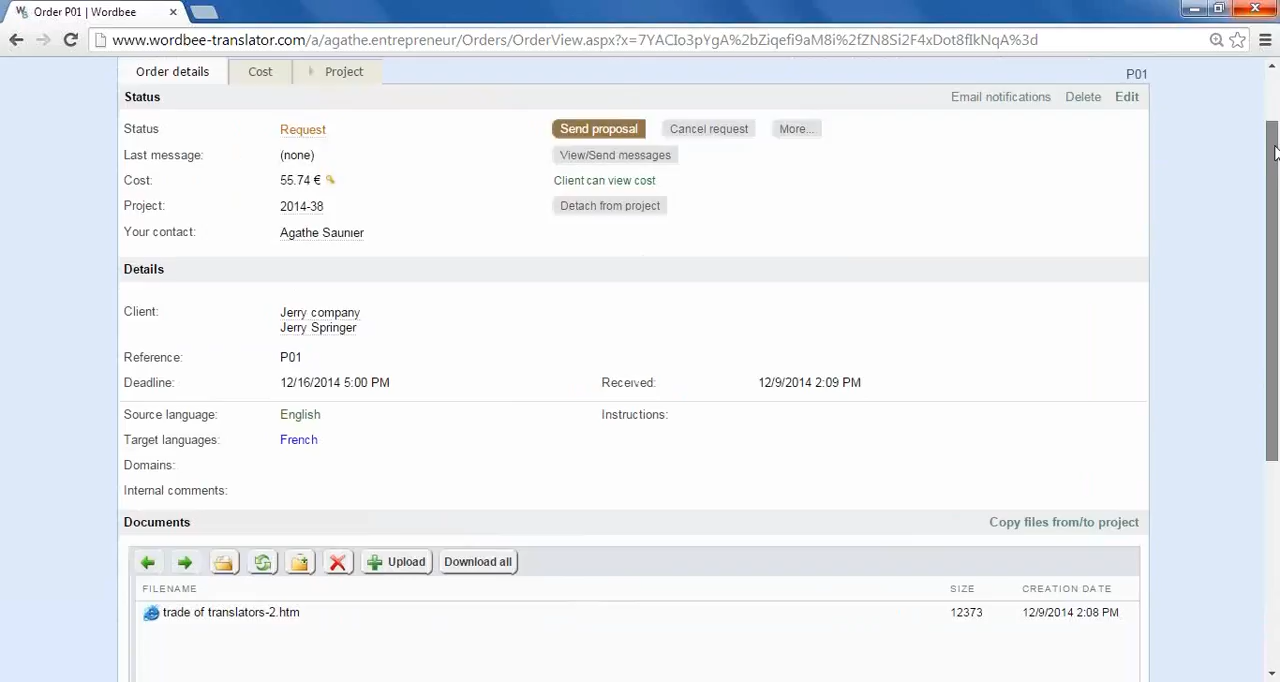 Order P01 | Wordbee
www.wordbee-translator.com/a/agathe.entrepreneur/Orders/OrderView.aspx?x=7YACIo3pYgA%2bZiqefi9aM8i%2fZN8Si2F4xDot8flkNqA%3d
Order details Cost Project P01
Status Email notifications Delete Edit
Status Request Send proposal Cancel request More...
Last message: (none) View/Send messages
Cost: 55.74 € Client can view cost
Project: 2014-38 Detach from project
Your contact: Agathe Saunier
Details
Client: Jerry company
Jerry Springer
Reference: P01
Deadline: 12/16/2014 5:00 PM Received: 12/9/2014 2:09 PM
Source language: English Instructions:
Target languages: French
Domains:
Internal comments:
Documents Copy files from/to project
Upload Download all
FILENAME SIZE CREATION DATE
trade of translators-2.htm 12373 12/9/2014 2:08 PM